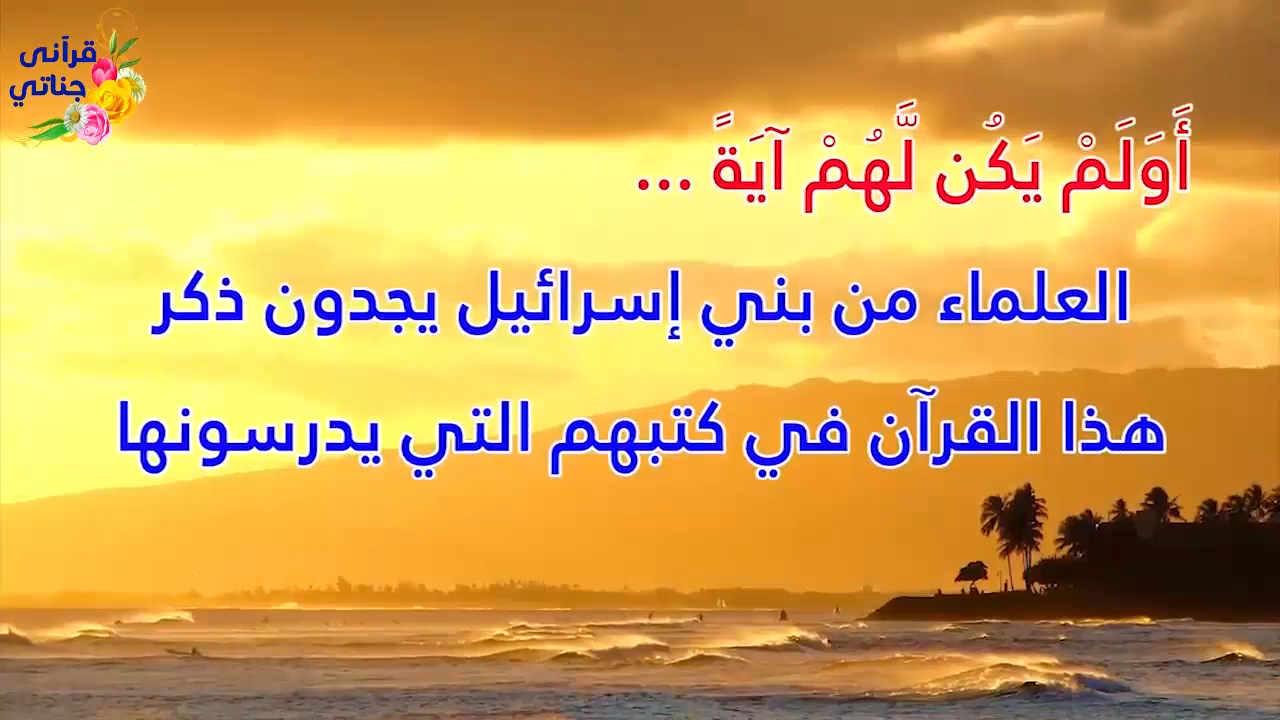 قرآنى
جناتي
أَوَلَمْ يَكُن لَّهُمْ آيَةً ...
العلماء من بني إسرائيل يجدون ذكر
هذا القرآن في كتبهم التي يدرسونها